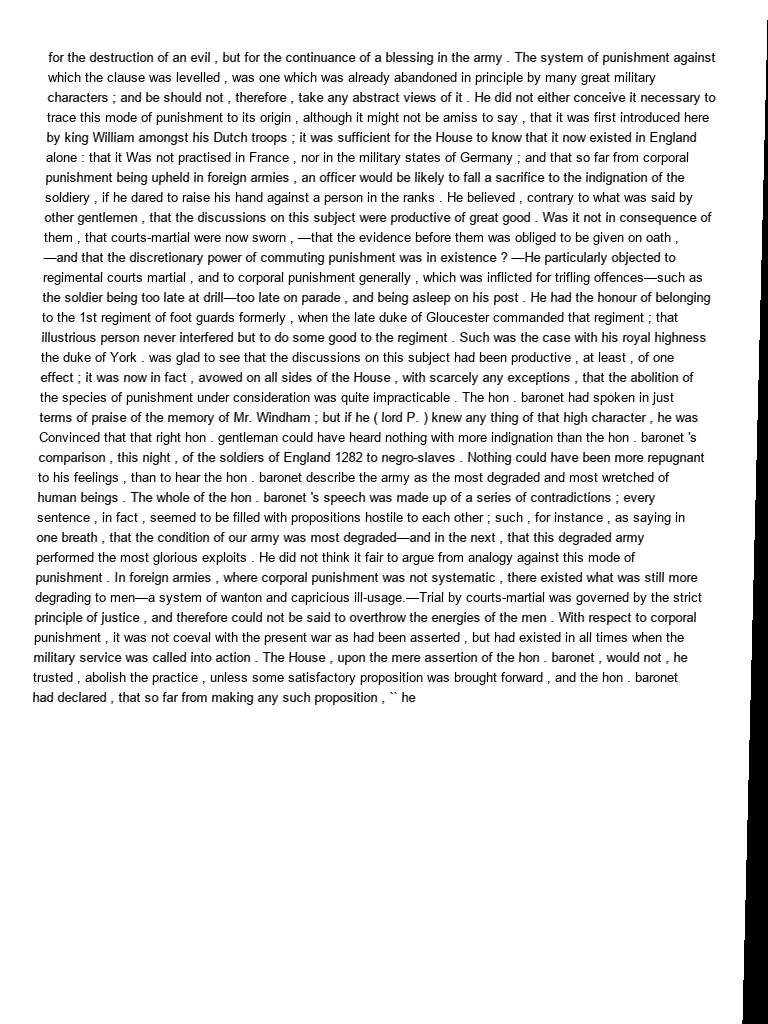 for the destruction of an evil , but for the continuance of a blessing in the army . The system of punishment against
which the clause was levelled , was one which was already abandoned in principle by many great military
characters ; and be should not , therefore , take any abstract views of it . He did not either conceive it necessary to
trace this mode of punishment to its origin , although it might not be amiss to say , that it was first introduced here
by king William amongst his Dutch troops ; it was sufficient for the House to know that it now existed in England
alone : that it Was not practised in France , nor in the military states of Germany ; and that so far from corporal
punishment being upheld in foreign armies , an officer would be likely to fall a sacrifice to the indignation of the
soldiery , if he dared to raise his hand against a person in the ranks . He believed , contrary to what was said by
other gentlemen , that the discussions on this subject were productive of great good . Was it not in consequence of
them , that courts-martial were now sworn , —that the evidence before them was obliged to be given on oath ,
—and that the discretionary power of commuting punishment was in existence ? —He particularly objected to
regimental courts martial , and to corporal punishment generally , which was inflicted for trifling offences—such as
the soldier being too late at drill—too late on parade , and being asleep on his post . He had the honour of belonging
to the 1st regiment of foot guards formerly , when the late duke of Gloucester commanded that regiment ; that
illustrious person never interfered but to do some good to the regiment . Such was the case with his royal highness
the duke of York . was glad to see that the discussions on this subject had been productive , at least , of one
effect ; it was now in fact , avowed on all sides of the House , with scarcely any exceptions , that the abolition of
the species of punishment under consideration was quite impracticable . The hon . baronet had spoken in just
terms of praise of the memory of Mr. Windham ; but if he ( lord P. ) knew any thing of that high character , he was
Convinced that that right hon . gentleman could have heard nothing with more indignation than the hon . baronet 's
comparison , this night , of the soldiers of England 1282 to negro-slaves . Nothing could have been more repugnant
to his feelings , than to hear the hon . baronet describe the army as the most degraded and most wretched of
human beings . The whole of the hon . baronet 's speech was made up of a series of contradictions ; every
sentence , in fact , seemed to be filled with propositions hostile to each other ; such , for instance , as saying in
one breath , that the condition of our army was most degraded—and in the next , that this degraded army
performed the most glorious exploits . He did not think it fair to argue from analogy against this mode of
punishment . In foreign armies , where corporal punishment was not systematic , there existed what was still more
degrading to men—a system of wanton and capricious ill-usage.—Trial by courts-martial was governed by the strict
principle of justice , and therefore could not be said to overthrow the energies of the men . With respect to corporal
punishment , it was not coeval with the present war as had been asserted , but had existed in all times when the
military service was called into action . The House , upon the mere assertion of the hon . baronet , would not , he
trusted , abolish the practice , unless some satisfactory proposition was brought forward , and the hon . baronet
had declared , that so far from making any such proposition , `` he